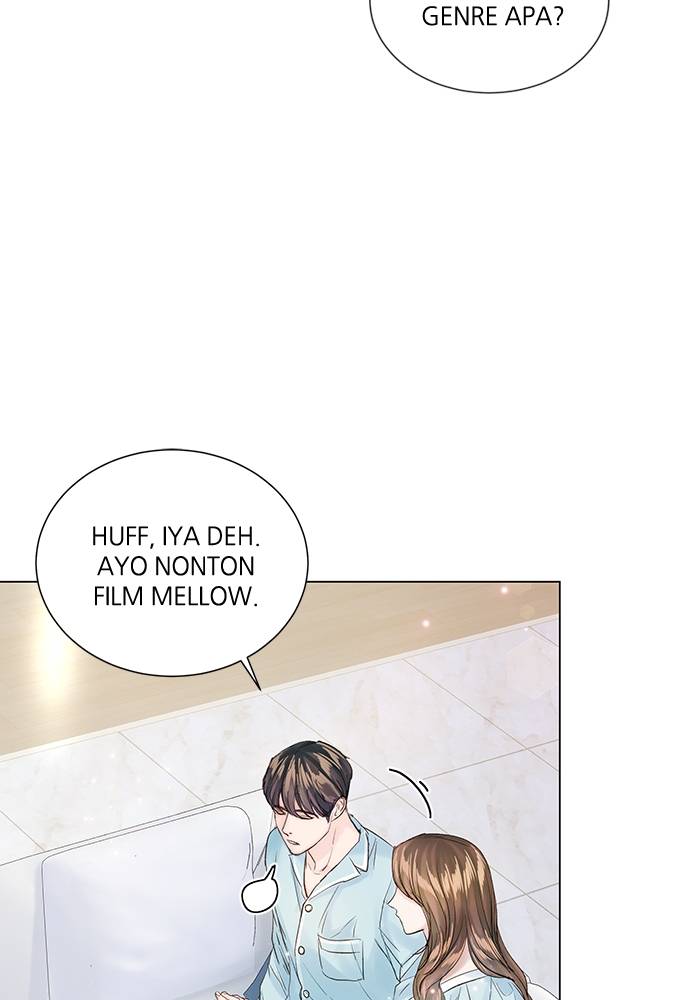 GENRE APA?
HUFF, IYA DEH.
AYO NONTON
FILM MELLOW.